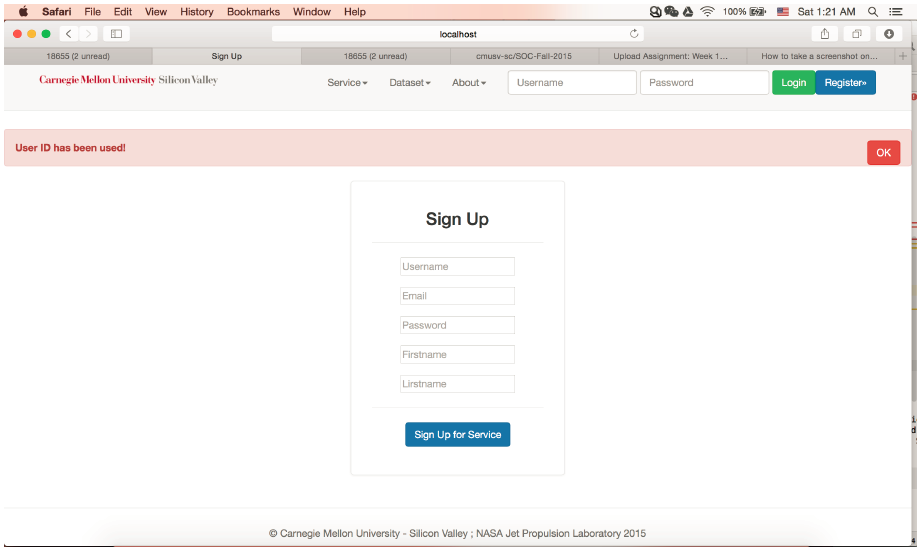 Safari File Edit View History Bookmarks Window Help 100% Sat 1:21 AM
localhost
18655 (2 unread) Sign Up 18655 (2 unread) cmusv-sc/SOC-Fall-2015 Upload Assignment: Week 1... How to take a screenshot on...
Carnegie Mellon University Silicon Valley Service Dataset About Username Password Login Register»
User ID has been used! OK
Sign Up
Username
Email
Password
Firstname
Lirstname
Sign Up for Service
© Carnegie Mellon University - Silicon Valley ; NASA Jet Propulsion Laboratory 2015